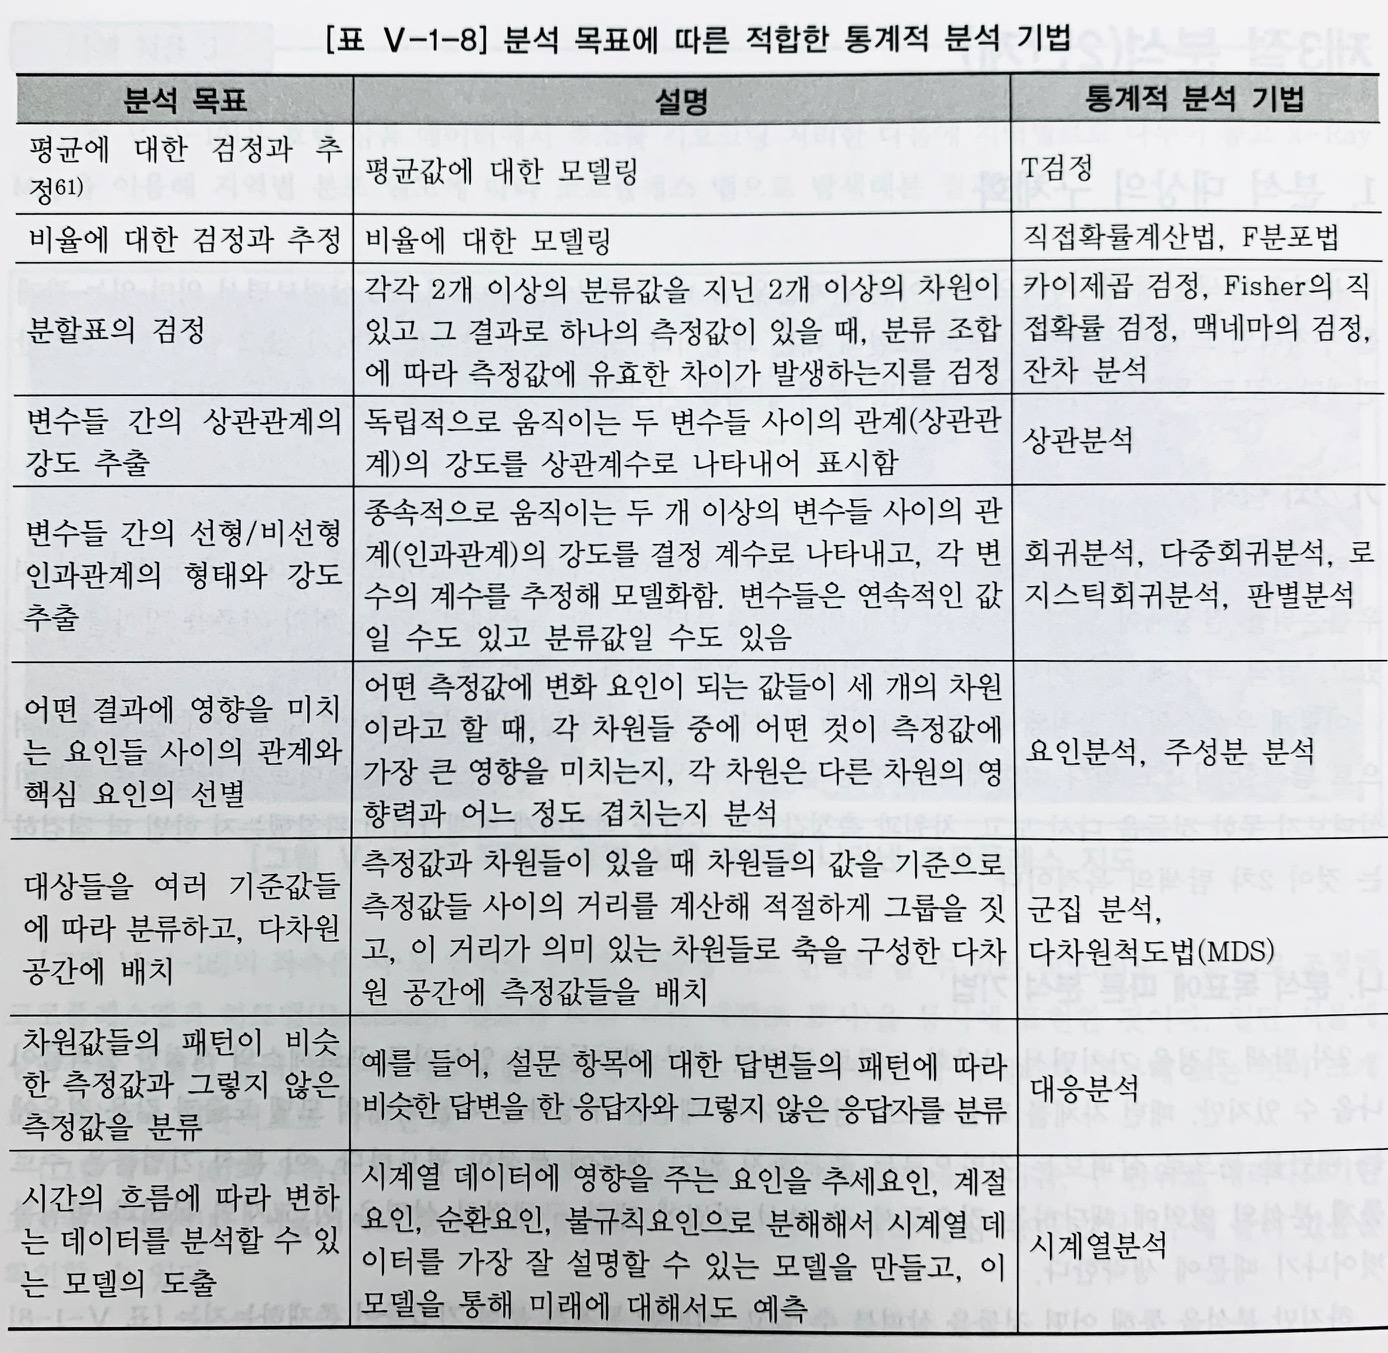 [표 Ⅴ-1-8] 분석 목표에 따른 적합한 통계적 분석 기법
분석 목표
설명
통계적 분석 기법
평균에 대한 검정과 추
정61)
평균값에 대한 모델링
T검정
비율에 대한 검정과 추정
비율에 대한 모델링
직접확률계산법, F분포법
분할표의 검정
각각 2개 이상의 분류값을 지닌 2개 이상의 차원이
있고 그 결과로 하나의 측정값이 있을 때, 분류 조합
에 따라 측정값에 유효한 차이가 발생하는지를 검정
카이제곱 검정, Fisher의 직
접확률 검정, 맥네마의 검정,
잔차 분석
변수들 간의 상관관계의
강도 추출
독립적으로 움직이는 두 변수들 사이의 관계(상관관
계)의 강도를 상관계수로 나타내어 표시함
상관분석
변수들 간의 선형/비선형
인과관계의 형태와 강도
추출
종속적으로 움직이는 두 개 이상의 변수들 사이의 관
계(인과관계)의 강도를 결정 계수로 나타내고, 각 변
수의 계수를 추정해 모델화함. 변수들은 연속적인 값
일 수도 있고 분류값일 수도 있음
회귀분석, 다중회귀분석, 로
지스틱회귀분석, 판별분석
어떤 결과에 영향을 미치
는 요인들 사이의 관계와
핵심 요인의 선별
어떤 측정값에 변화 요인이 되는 값들이 세 개의 차원
이라고 할 때, 각 차원들 중에 어떤 것이 측정값에
가장 큰 영향을 미치는지, 각 차원은 다른 차원의 영
향력과 어느 정도 겹치는지 분석
요인분석, 주성분 분석
대상들을 여러 기준값들
에 따라 분류하고, 다차원
공간에 배치
측정값과 차원들이 있을 때 차원들의 값을 기준으로
측정값들 사이의 거리를 계산해 적절하게 그룹을 짓
고, 이 거리가 의미 있는 차원들로 축을 구성한 다차
원 공간에 측정값들을 배치
군집 분석,
다차원척도법(MDS)
차원값들의 패턴이 비슷
한 측정값과 그렇지 않은
측정값을 분류
예를 들어, 설문 항목에 대한 답변들의 패턴에 따라
비슷한 답변을 한 응답자와 그렇지 않은 응답자를 분류
대응분석
시간의 흐름에 따라 변하
는 데이터를 분석할 수 있
는 모델의 도출
시계열 데이터에 영향을 주는 요인을 추세요인, 계절
요인, 순환요인, 불규칙요인으로 분해해서 시계열 데
이터를 가장 잘 설명할 수 있는 모델을 만들고, 이
모델을 통해 미래에 대해서도 예측
시계열분석